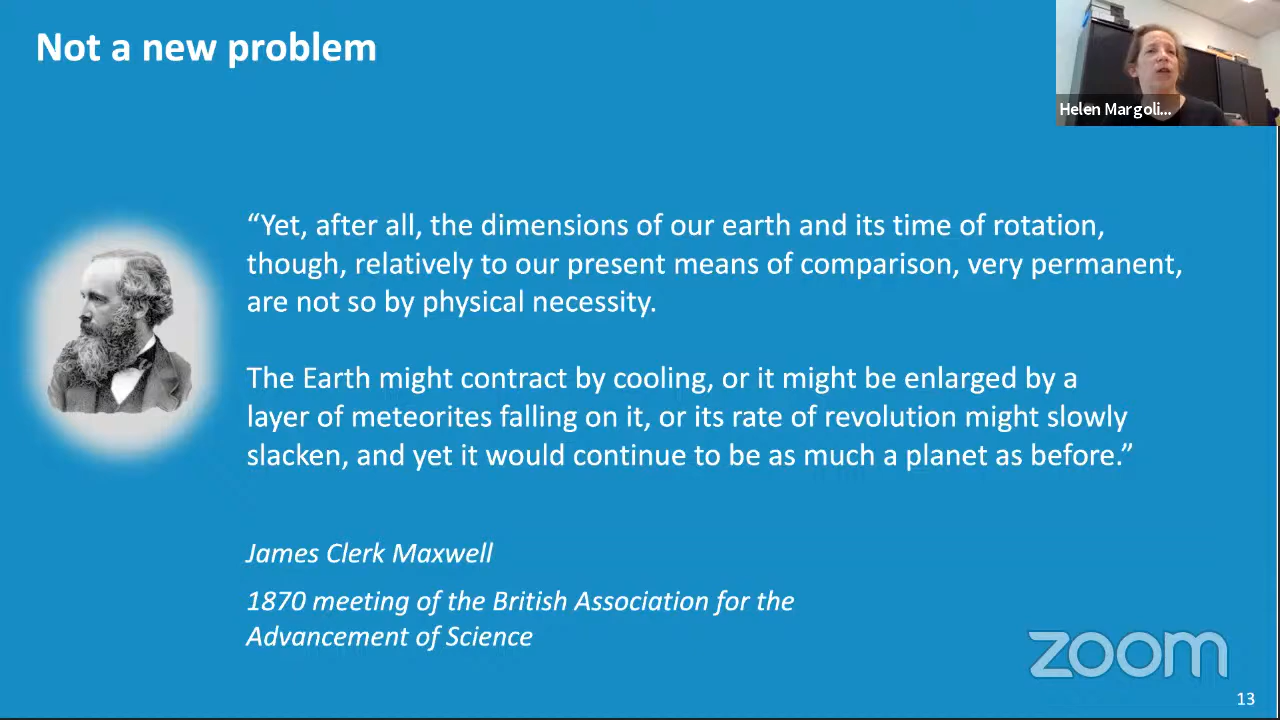 Not a new problem
Helen Margoli...
“Yet, after all, the dimensions of our earth and its time of rotation,
though, relatively to our present means of comparison, very permanent,
are not so by physical necessity.
The Earth might contract by cooling, or it might be enlarged by a
layer of meteorites falling on it, or its rate of revolution might slowly
slacken, and yet it would continue to be as much a planet as before.”
James Clerk Maxwell
1870 meeting of the British Association for the
Advancement of Science
zoom
13